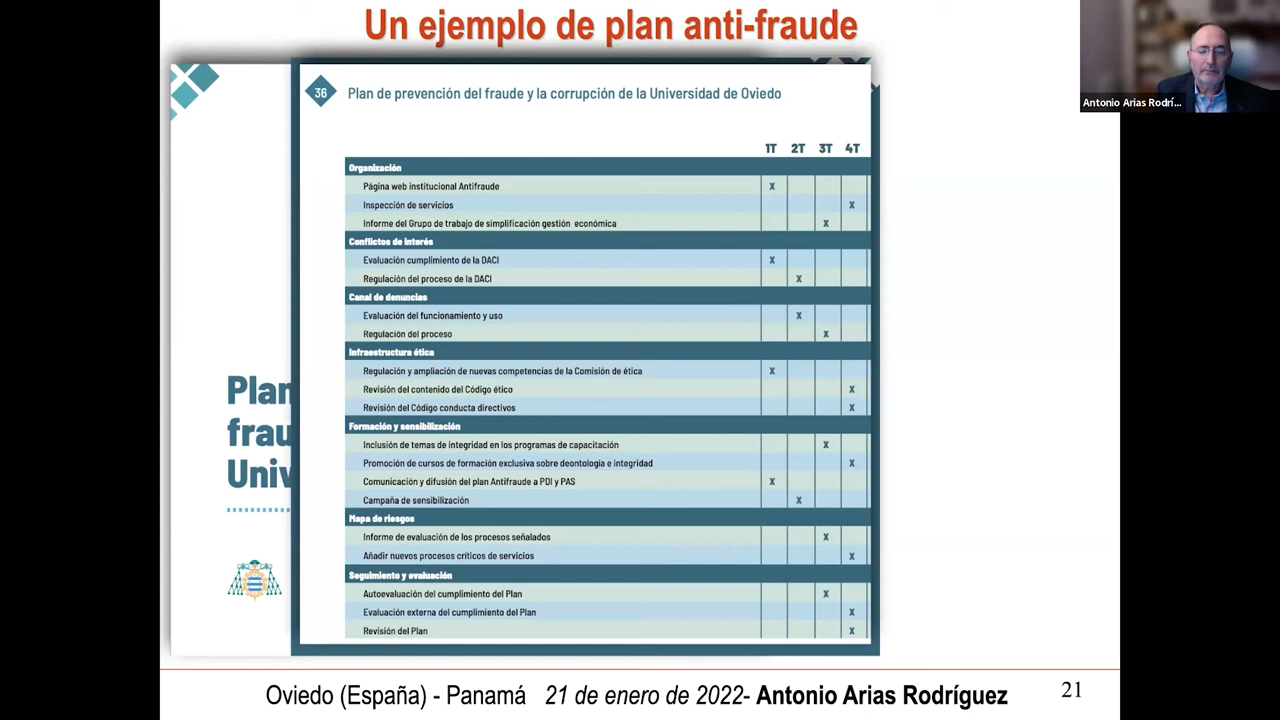 Un ejemplo de plan anti-fraude
Antonio Arias Rodrí...
36 Plan de prevención del fraude y la corrupción de la Universidad de Oviedo
1T 2T 3T 4T
Organización
Página web institucional Antifraude X
Inspección de servicios X
Informe del Grupo de trabajo de simplificación gestión económica X
Conflictos de interés
Evaluación cumplimiento de la DACI X
Regulación del proceso de la DACI X
Canal de denuncias
Evaluación del funcionamiento y uso X
Regulación del proceso X
Infraestructura ética
Regulación y ampliación de nuevas competencias de la Comisión de ética X
Revisión del contenido del Código ético X
Revisión del Código conducta directivos X
Formación y sensibilización
Inclusión de temas de integridad en los programas de capacitación X
Promoción de cursos de formación exclusiva sobre deontología e integridad X
Comunicación y difusión del plan Antifraude a PDI y PAS X
Campaña de sensibilización X
Mapa de riesgos
Informe de evaluación de los procesos señalados X
Añadir nuevos procesos críticos de servicios X
Seguimiento y evaluación
Autoevaluación del cumplimiento del Plan X
Evaluación externa del cumplimiento del Plan X
Revisión del Plan X
Plan
frau
Univ
Oviedo (España) - Panamá 21 de enero de 2022- Antonio Arias Rodríguez
21